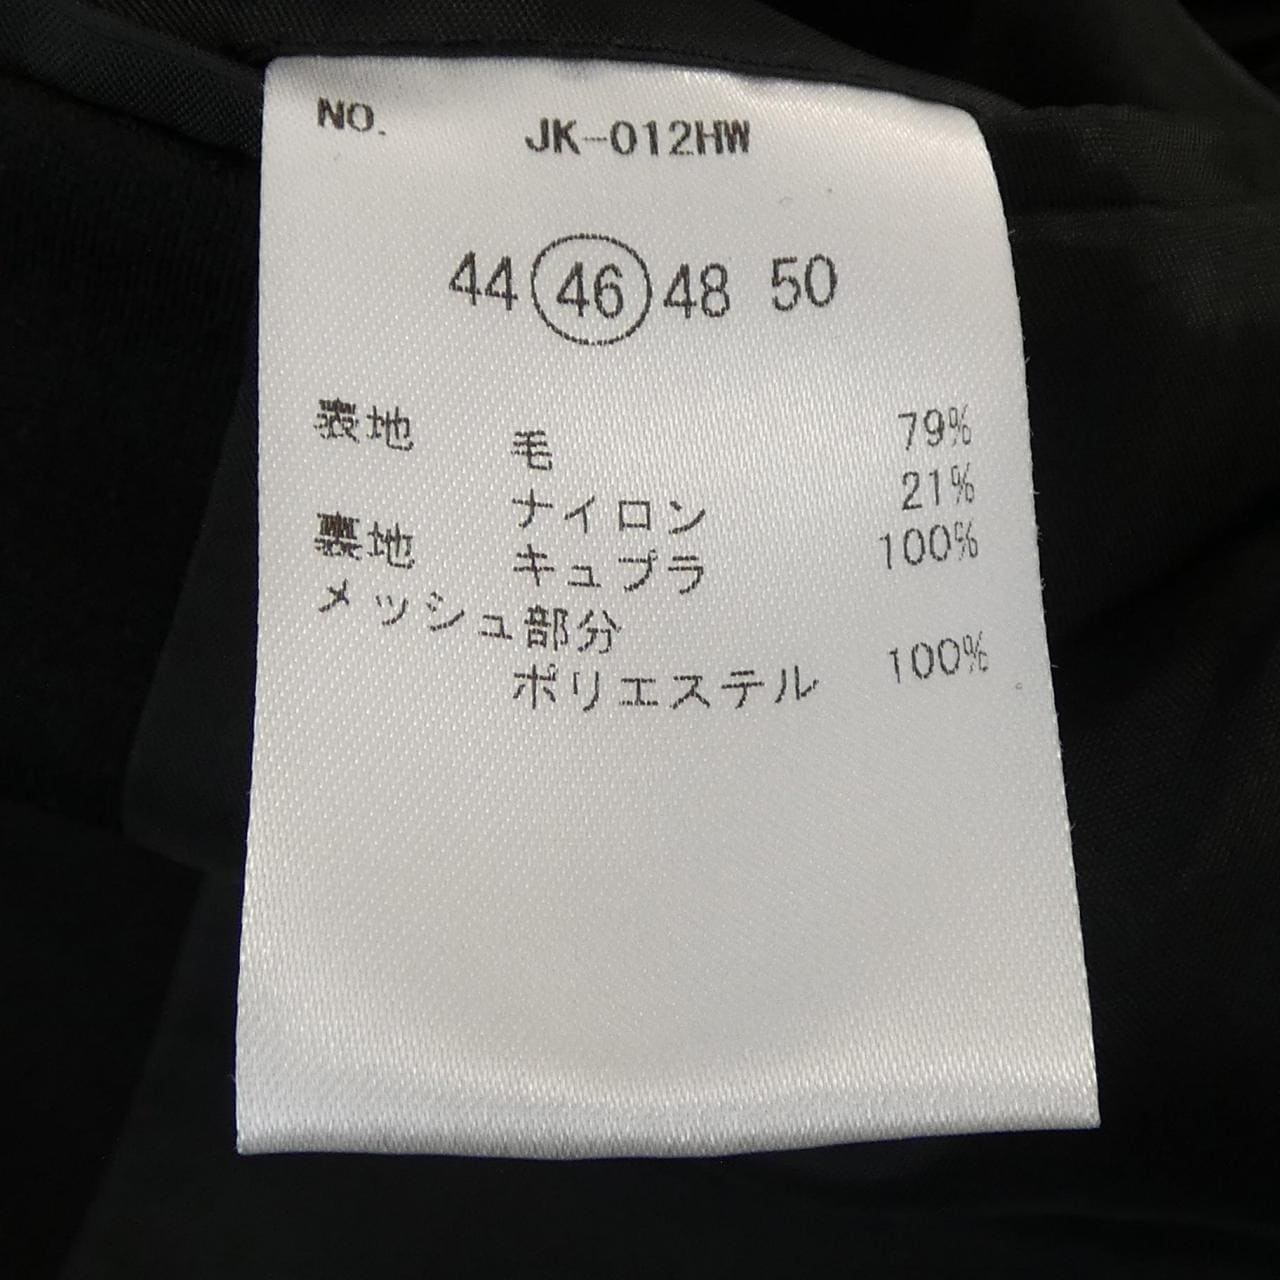 NO. JK-012HW
44 46 48 50
表地 毛 79%
ナイロン 21%
裏地 キュプラ 100%
メッシュ部分
ポリエステル 100%